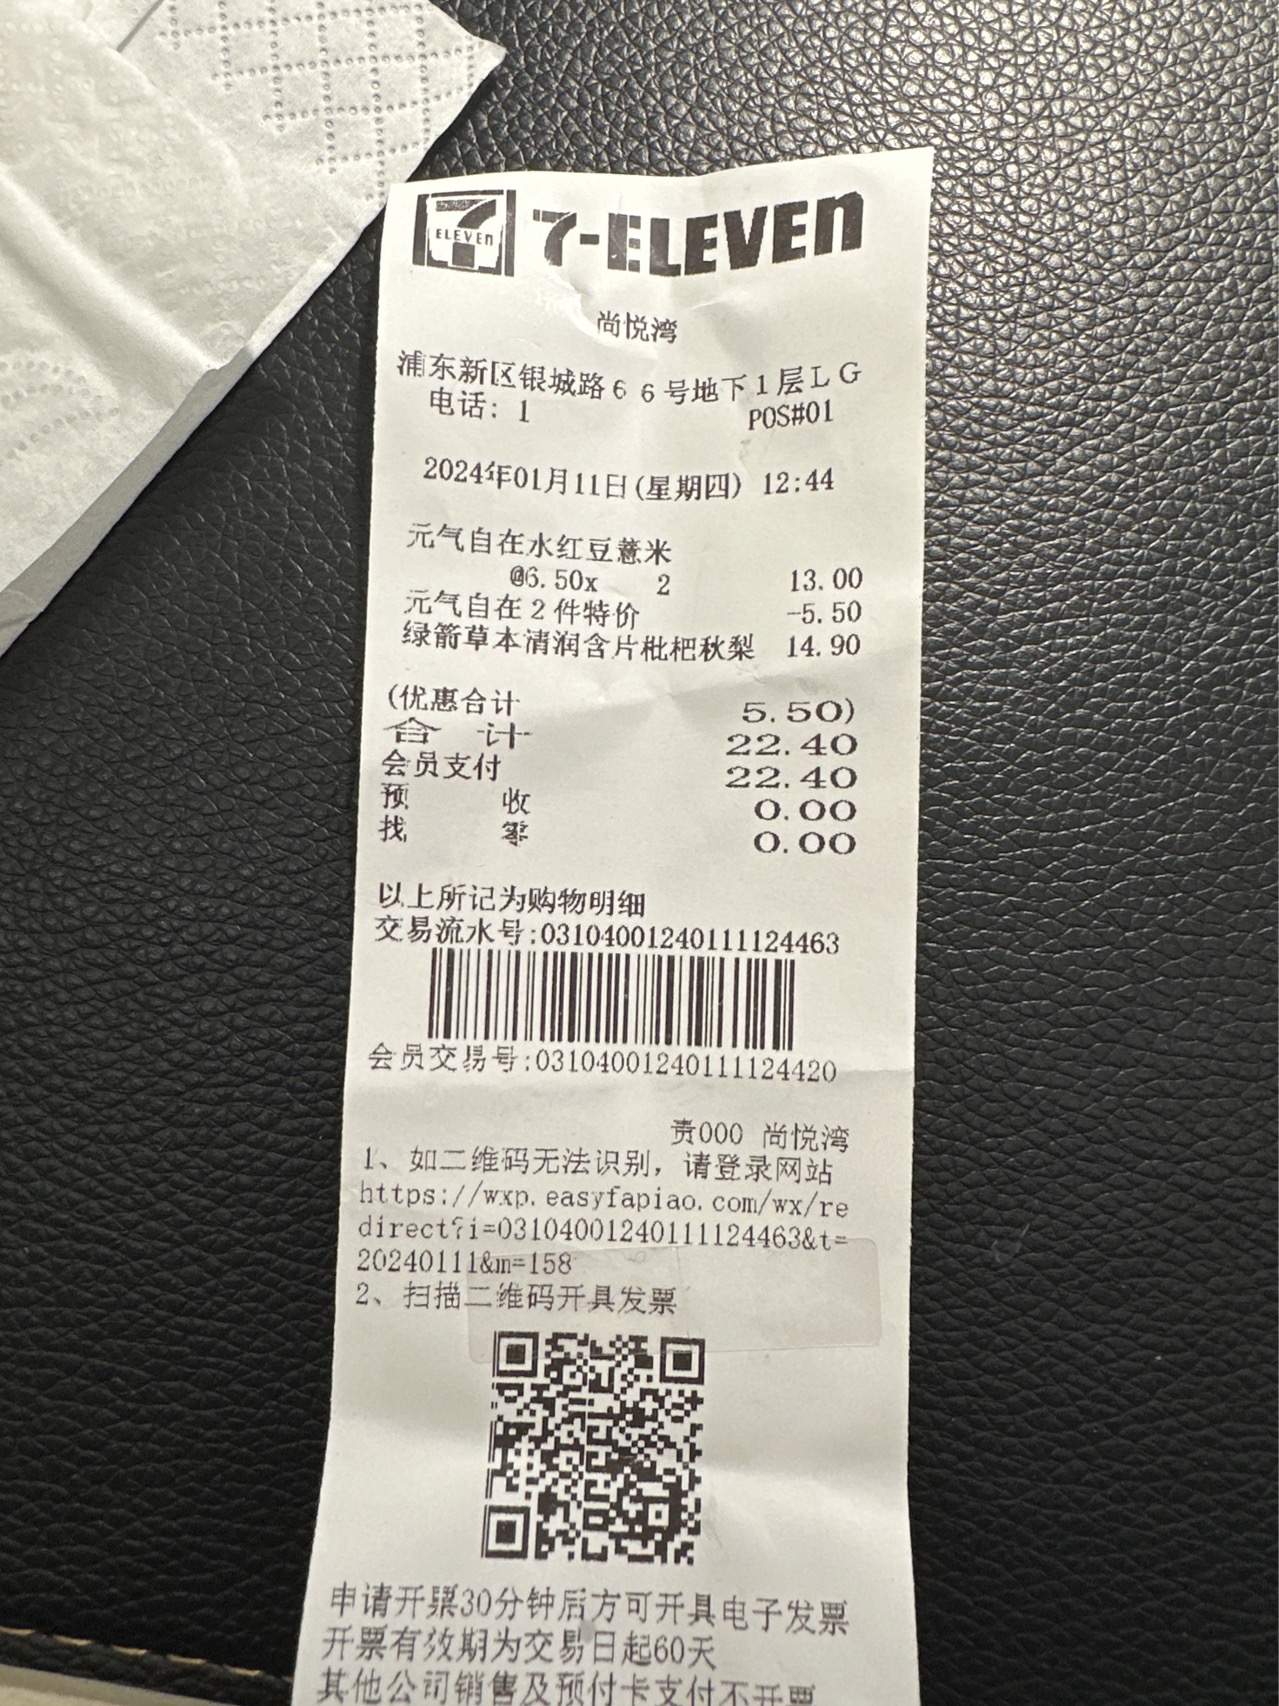 7 ELEVEN 7-ELEVEN
尚悦湾
浦东新区银城路66号地下1层LG
电话：1 POS#01
2024年01月11日(星期四) 12:44
元气自在水红豆薏米
@6.50x 2 13.00
元气自在2件特价 -5.50
绿箭草本清润含片枇杷秋梨 14.90
(优惠合计 5.50)
合 计 22.40
会员支付 22.40
预 收 0.00
找 零 0.00
以上所记为购物明细
交易流水号:031040012401111124463
会员交易号:031040012401111124420
责000 尚悦湾
1、如二维码无法识别，请登录网站
https://wxp.easyfapiao.com/wx/re
direct?i=031040012401111124463&t=
20240111&m=158
2、扫描二维码开具发票
申请开票30分钟后方可开具电子发票
开票有效期为交易日起60天
其他公司销售及预付卡支付不开票